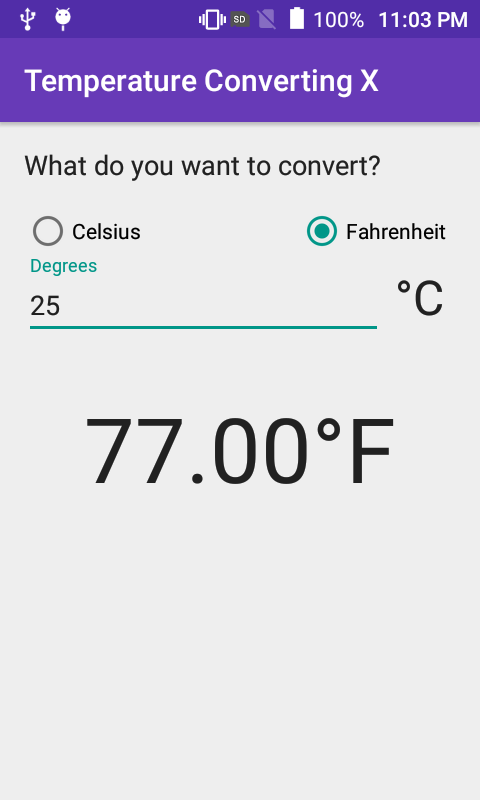 SD 100% 11:03 PM
Temperature Converting X
What do you want to convert?
Celsius Fahrenheit
Degrees
25 °C
77.00°F